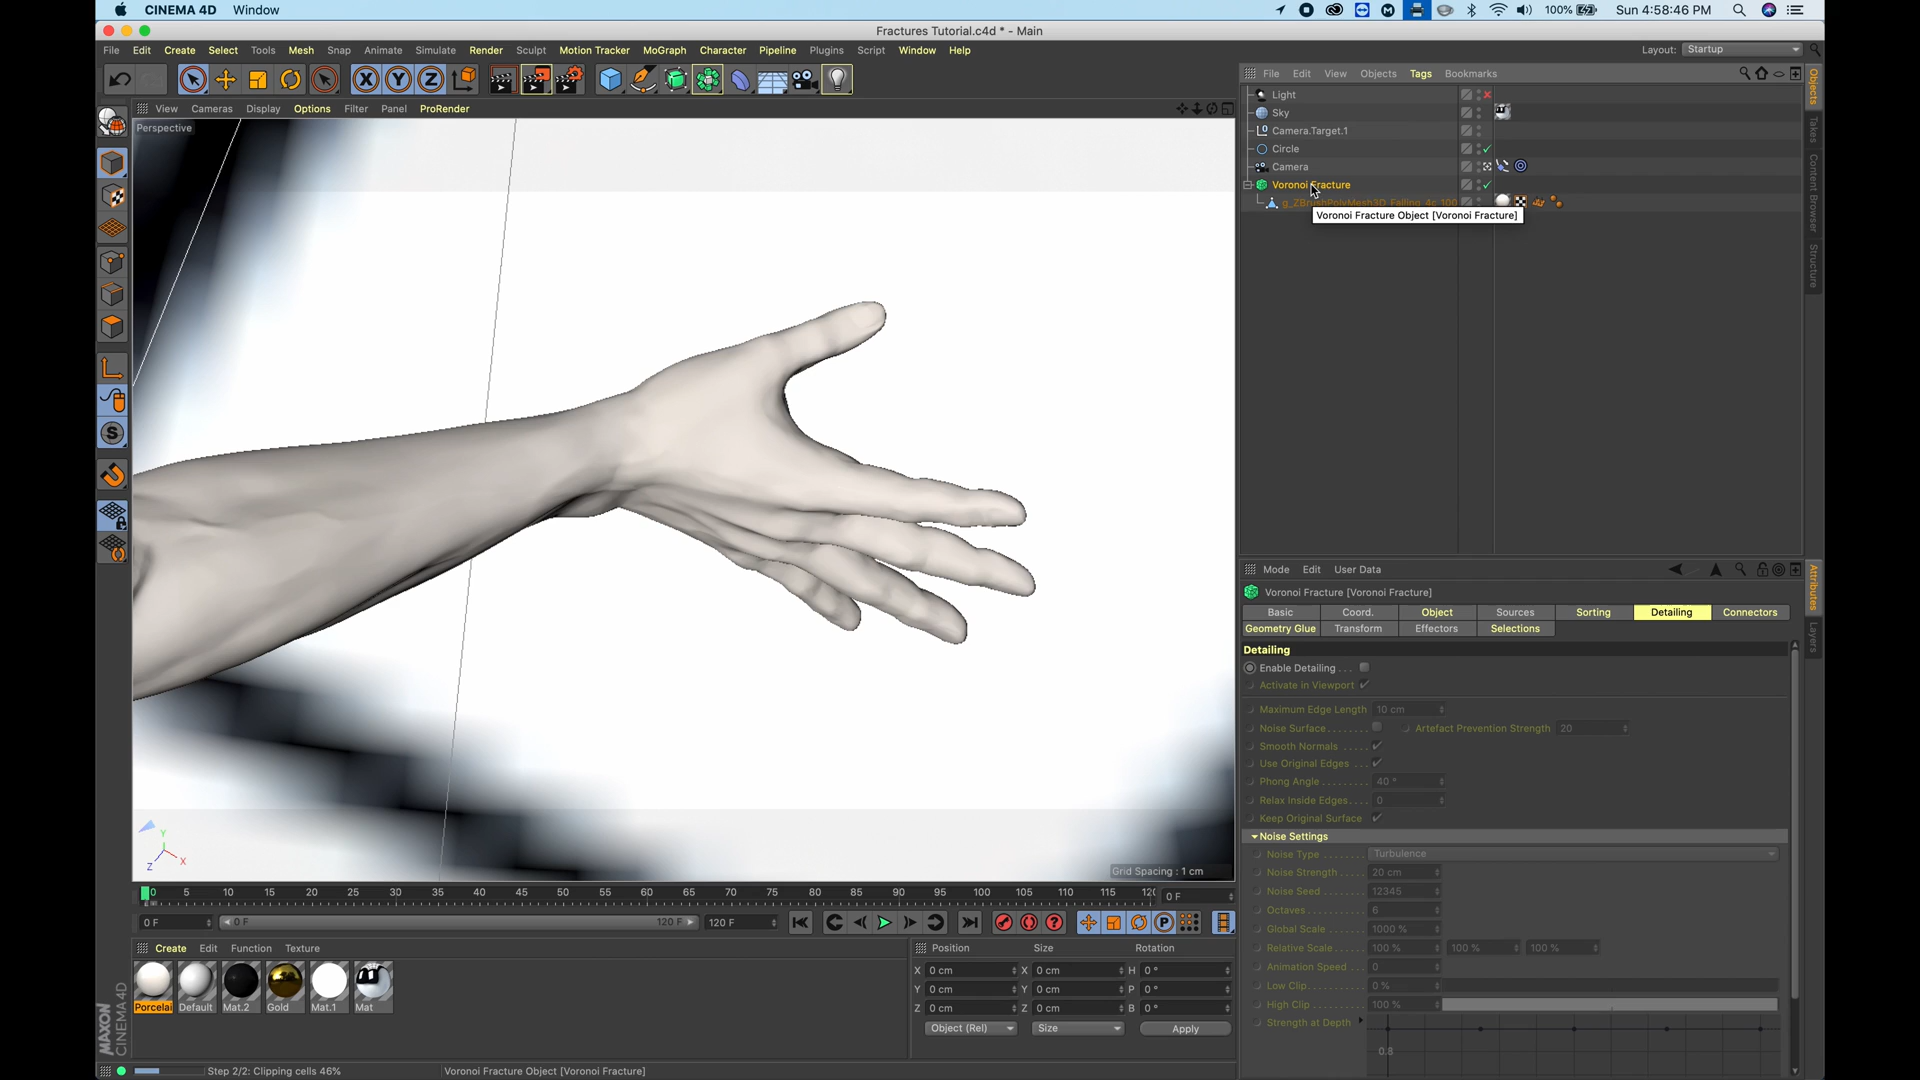 CINEMA 4D Window
100% Sun 4:58:46 PM
Fractures Tutorial.c4d * - Main
File Edit Create Select Tools Mesh Snap Animate Simulate Render Sculpt Motion Tracker MoGraph Character Pipeline Plugins Script Window Help Layout: Startup
File Edit View Objects Tags Bookmarks
View Cameras Display Options Filter Panel ProRender
Perspective
Light
Sky
Camera.Target.1
Circle
Camera
Voronoi Fracture
g_ZBrushPolyMesh3D_Falling_4c_100
Voronoi Fracture Object [Voronoi Fracture]
Objects
Takes
Content Browser
Structure
Mode Edit User Data
Voronoi Fracture [Voronoi Fracture]
Basic Coord. Object Sources Sorting Detailing Connectors
Geometry Glue Transform Effectors Selections
Detailing
Enable Detailing . . .
Activate in Viewport
Maximum Edge Length 10 cm
Noise Surface . . . . . . . Artefact Prevention Strength 20
Smooth Normals . . . . .
Use Original Edges . . .
Phong Angle . . . . . . . . 40 °
Relax Inside Edges . . . . 0
Keep Original Surface
Noise Settings
Noise Type . . . . . . . Turbulence
Noise Strength . . . . 20 cm
Noise Seed . . . . . . . 12345
Octaves . . . . . . . . . . 6
Global Scale . . . . . . 1000 %
Relative Scale . . . . 100 % 100 % 100 %
Animation Speed . . . 0
Low Clip . . . . . . . . . 0 %
High Clip . . . . . . . . 100 %
Strength at Depth
0.8
Attributes
Layers
Y
X
Z
Grid Spacing : 1 cm
0 5 10 15 20 25 30 35 40 45 50 55 60 65 70 75 80 85 90 95 100 105 110 115 120 0 F
0 F 0 F 120 F 120 F
Create Edit Function Texture
Porcelai Default Mat.2 Gold Mat.1 Mat
Position Size Rotation
X 0 cm X 0 cm H 0 °
Y 0 cm Y 0 cm P 0 °
Z 0 cm Z 0 cm B 0 °
Object (Rel) Size Apply
MAXON
CINEMA 4D
Step 2/2: Clipping cells 46% Voronoi Fracture Object [Voronoi Fracture]